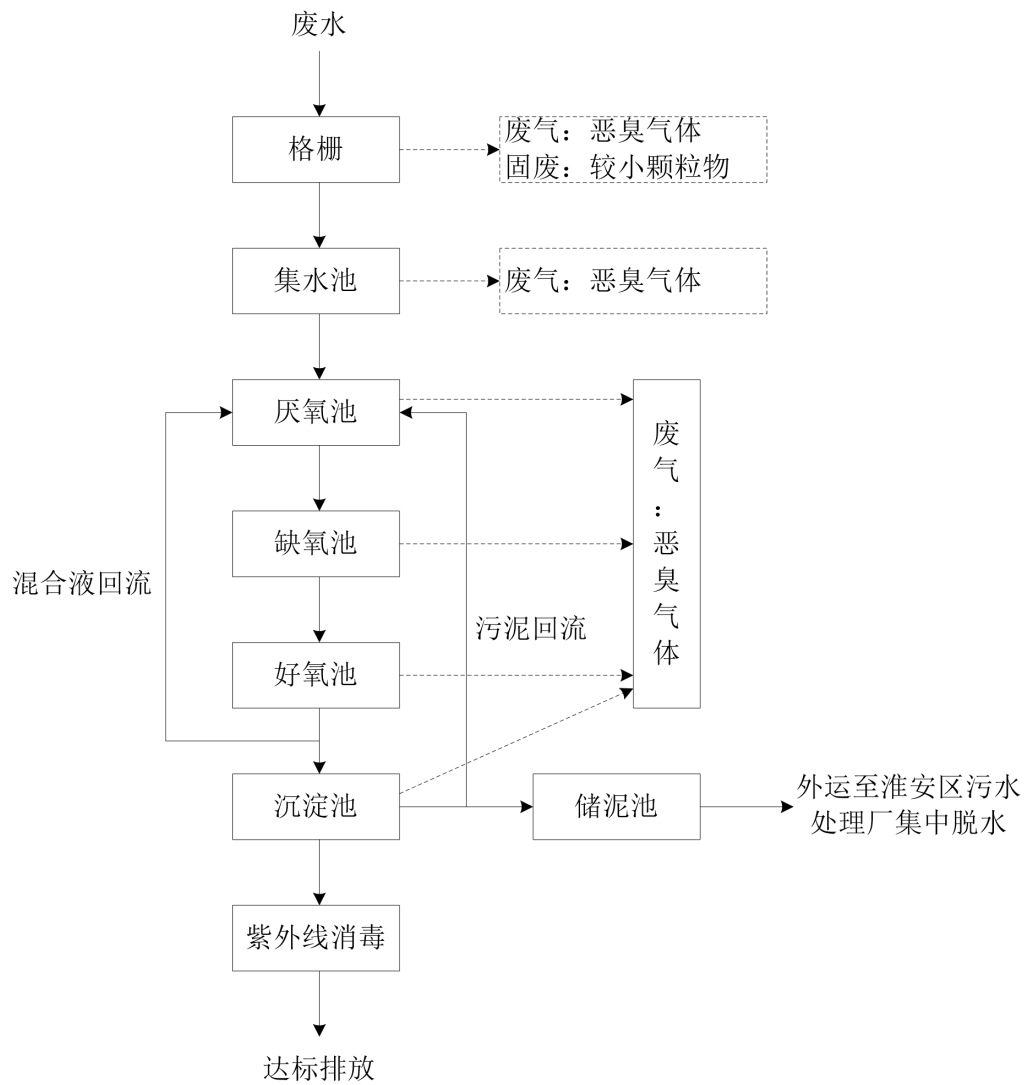 废水
格栅
废气：恶臭气体
固废：较小颗粒物
集水池
废气：恶臭气体
厌氧池
废气：恶臭气体
缺氧池
混合液回流
污泥回流
好氧池
沉淀池
储泥池
外运至淮安区污水
处理厂集中脱水
紫外线消毒
达标排放